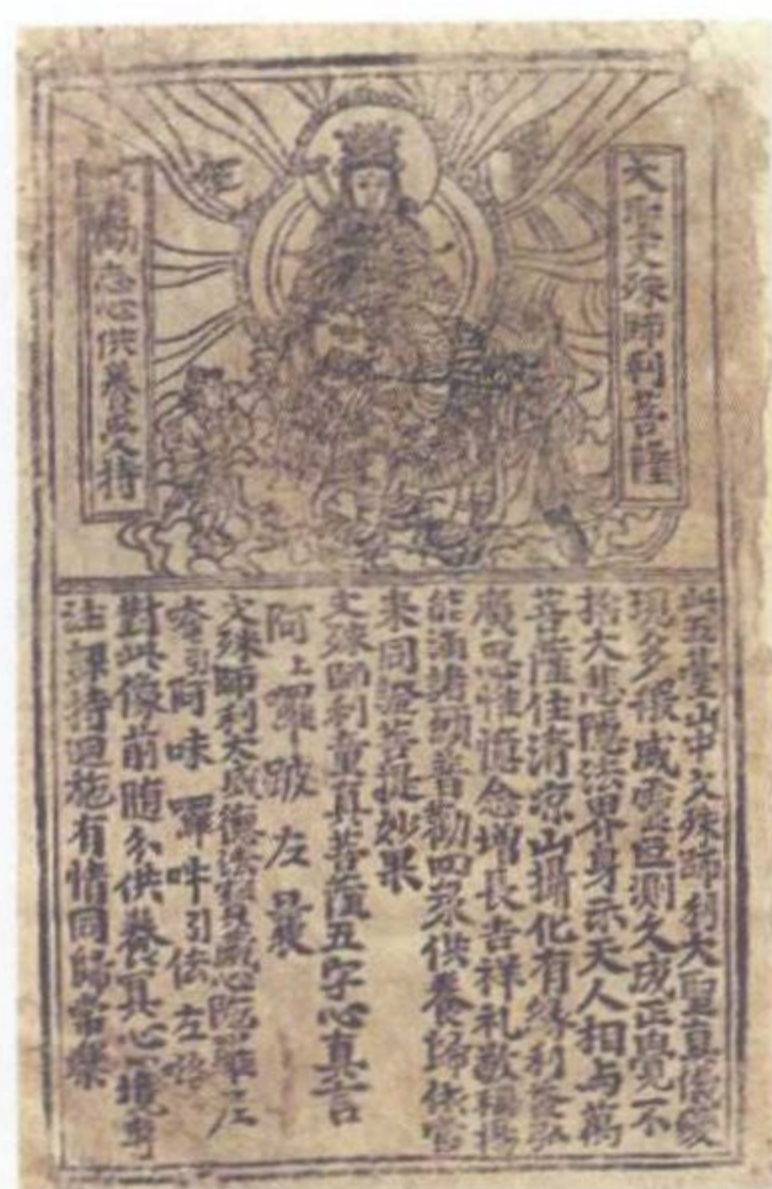 大聖文殊師利菩薩
勸志心供養受持
此五臺山中文殊師利大聖真儀變
現多般威靈叵測久成正覺不
捨大悲隱法界身示天人相与萬
菩薩住清涼山攝化有緣利益弘
廣思惟憶念增長吉祥礼敬稱揚
能滿諸願普勸四眾供養歸依當
來同證菩提妙果
文殊師利童真菩薩五字心真言
阿上囉跛左曩
文殊師利大威德法寶藏心陀羅尼
引阿味囉吽引佉左
對此像前隨分供養冥心一境專
注課持迴施有情同歸常樂